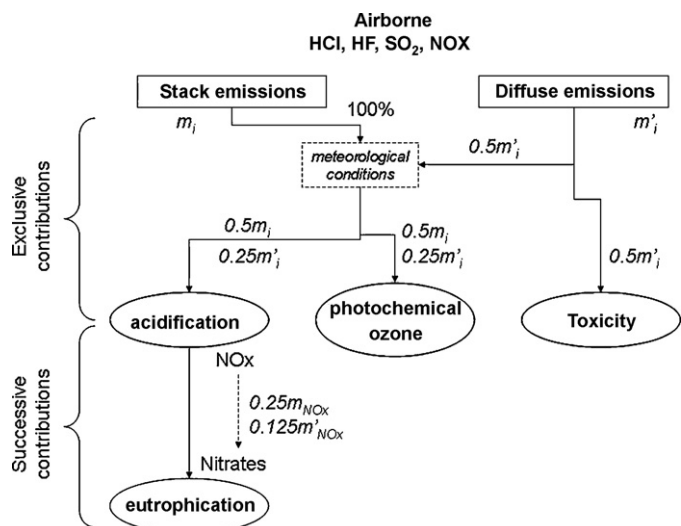 Airborne
HCl, HF, SO₂, NOX
Stack emissions
Diffuse emissions
mᵢ
100%
m'ᵢ
meteorological
conditions
0.5m'ᵢ
Exclusive
contributions
0.5mᵢ
0.25m'ᵢ
0.5mᵢ
0.25m'ᵢ
0.5m'ᵢ
acidification
photochemical
ozone
Toxicity
Successive
contributions
NOx
0.25m_NOx
0.125m'_NOx
Nitrates
eutrophication